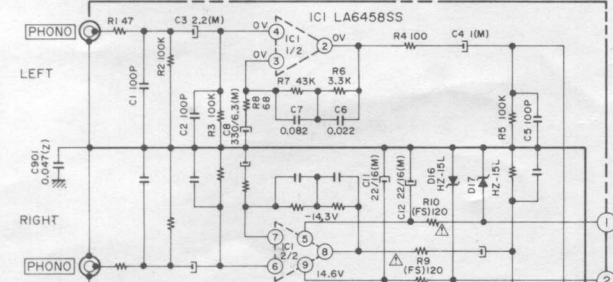 IC1 LA6458SS
PHONO
R1 47
C3 2.2(M)
0V
4
IC1
1/2
2
0V
R4 100
C4 1(M)
0V
3
LEFT
C1 100P
R2 100K
C2 100P
R3 100K
C8
330/6.3(M)
R8
68
R7 43K
R6
3.3K
C7
0.082
C6
0.022
R5 100K
C5 100P
C901
0.047(Z)
C11
22/16(M)
C12 22/16(M)
D16
HZ-15L
D17
HZ-15L
RIGHT
-14.3V
R10
(FS)120
1
7
5
IC1
2/2
8
6
9
14.6V
R9
(FS)120
PHONO
2